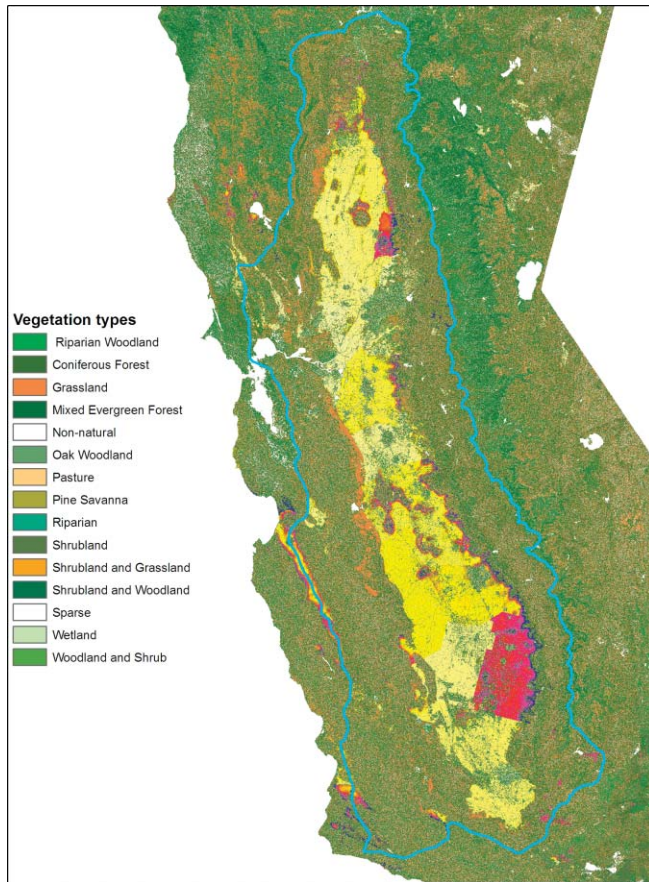 Vegetation types
Riparian Woodland
Coniferous Forest
Grassland
Mixed Evergreen Forest
Non-natural
Oak Woodland
Pasture
Pine Savanna
Riparian
Shrubland
Shrubland and Grassland
Shrubland and Woodland
Sparse
Wetland
Woodland and Shrub